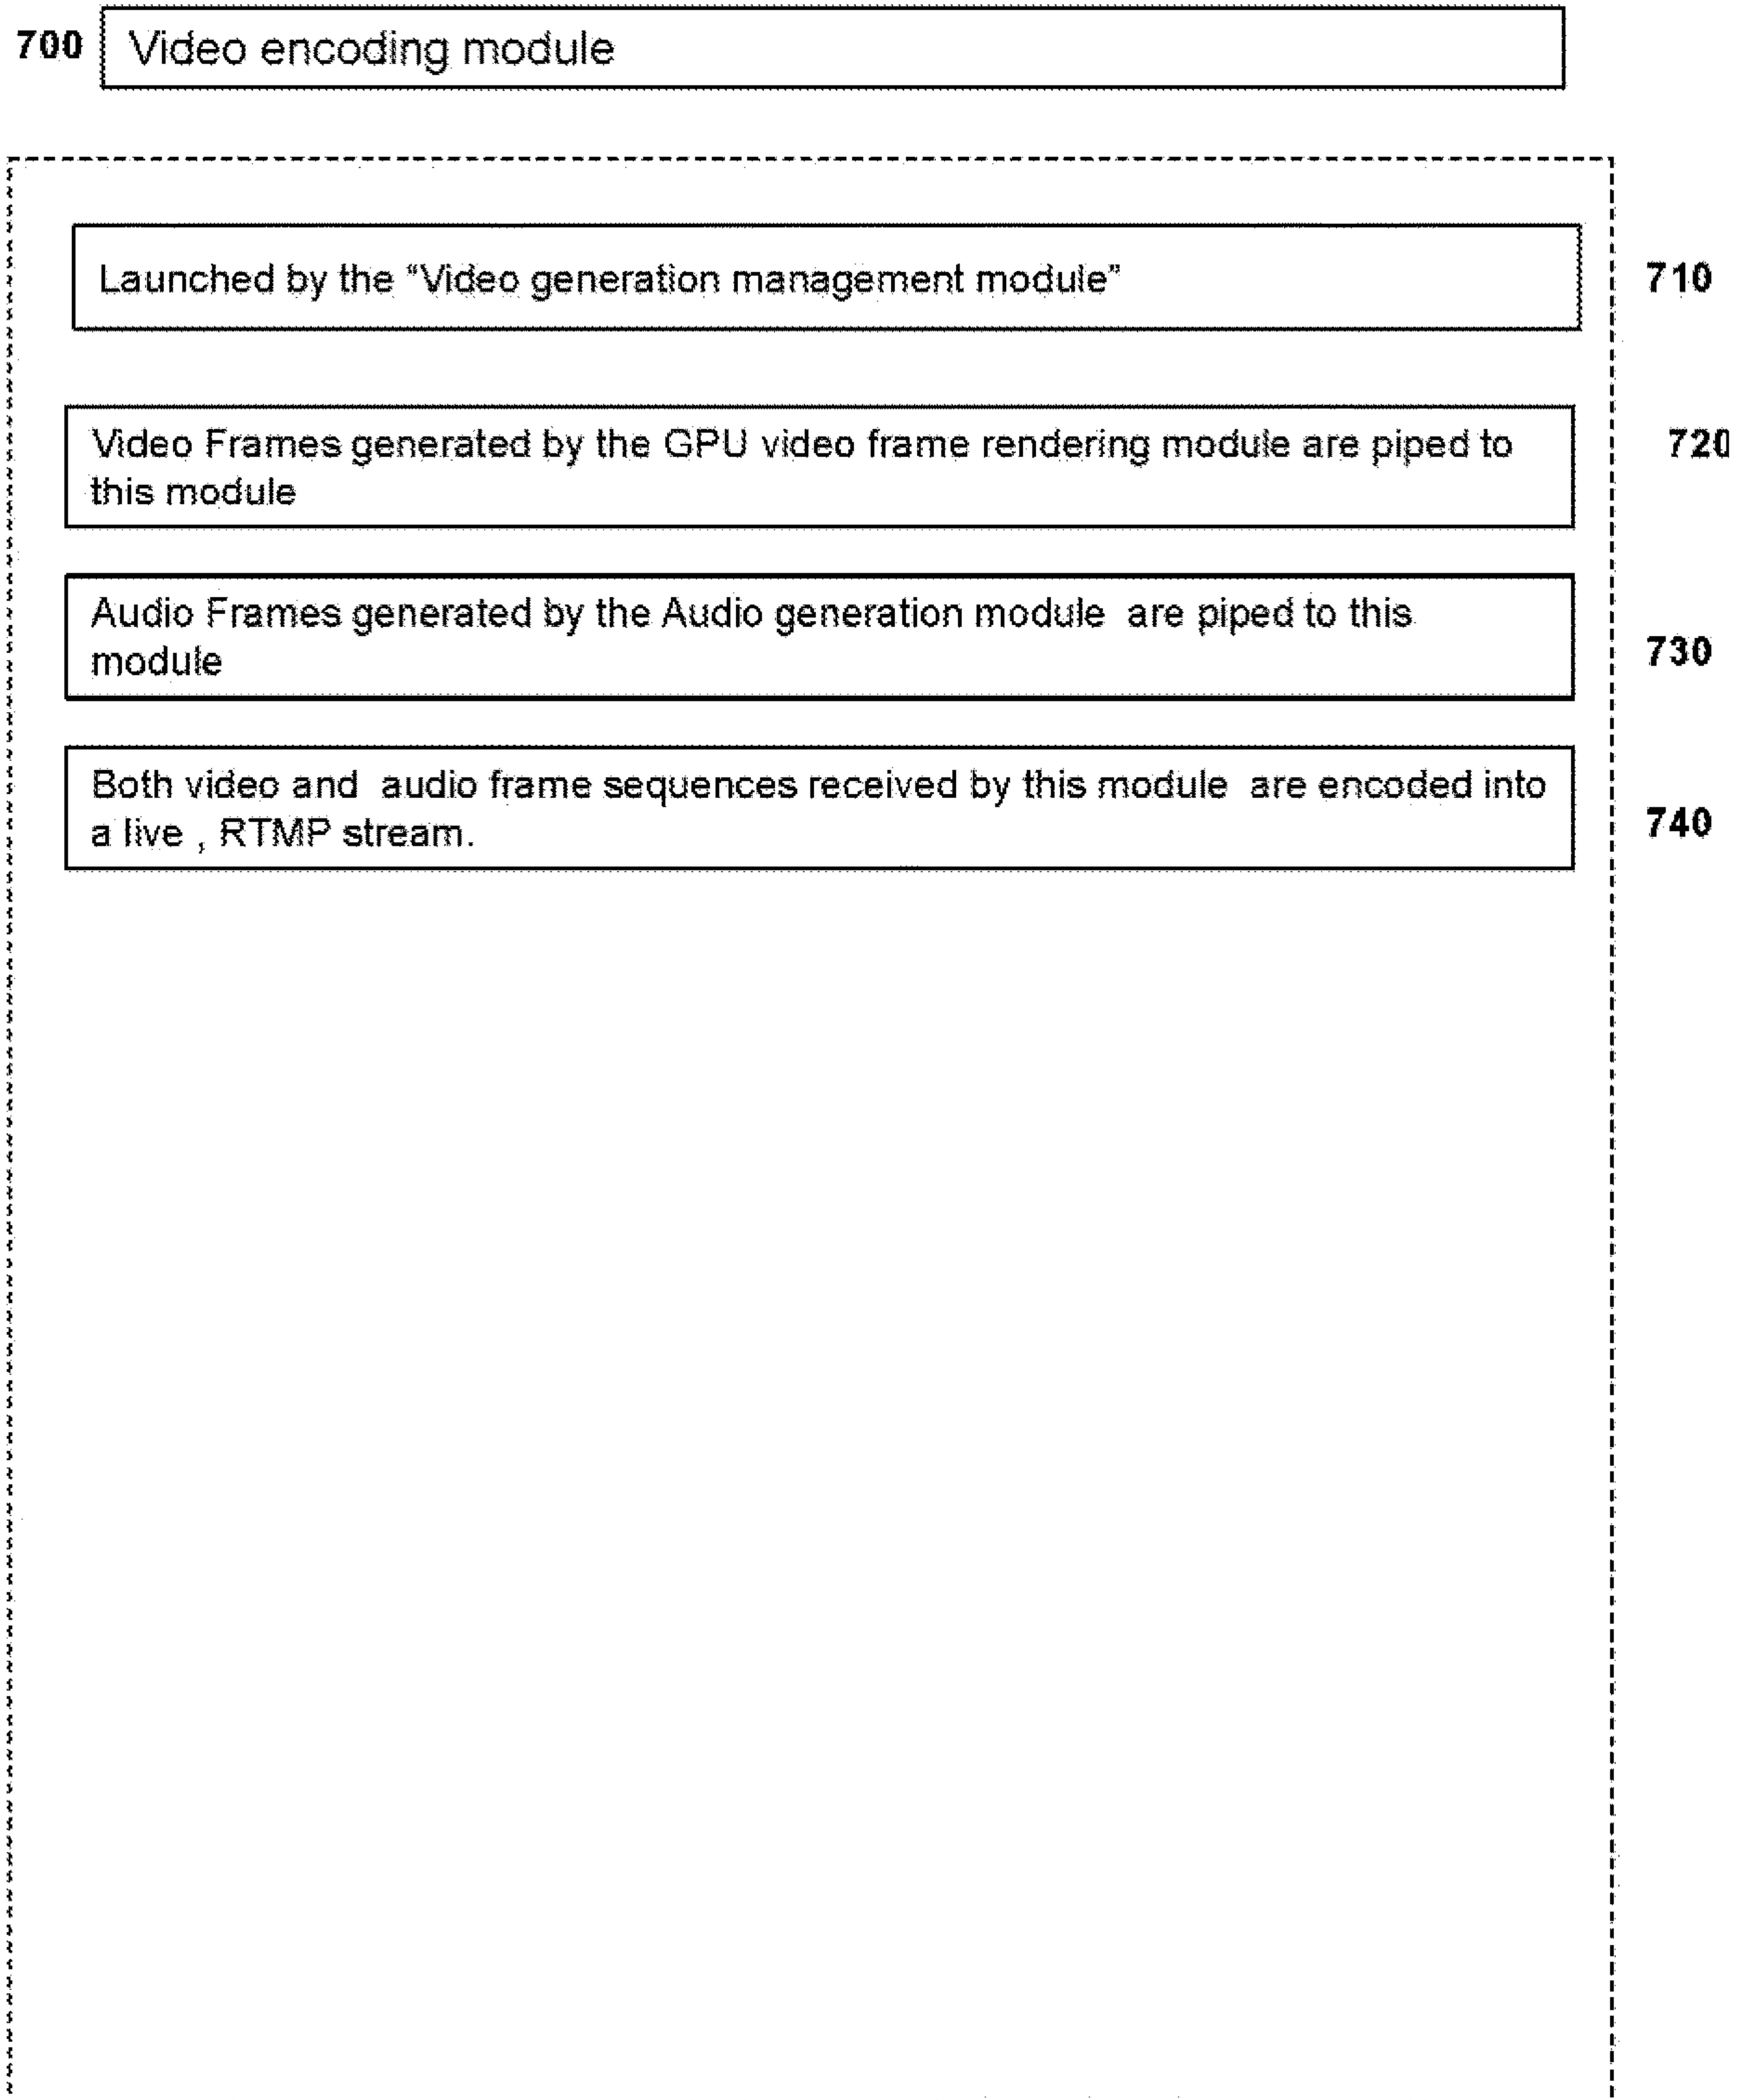 700 Video encoding module
Launched by the “Video generation management module” 710
Video Frames generated by the GPU video frame rendering module are piped to 720
this module
Audio Frames generated by the Audio generation module are piped to this
module 730
Both video and audio frame sequences received by this module are encoded into
a live , RTMP stream. 740